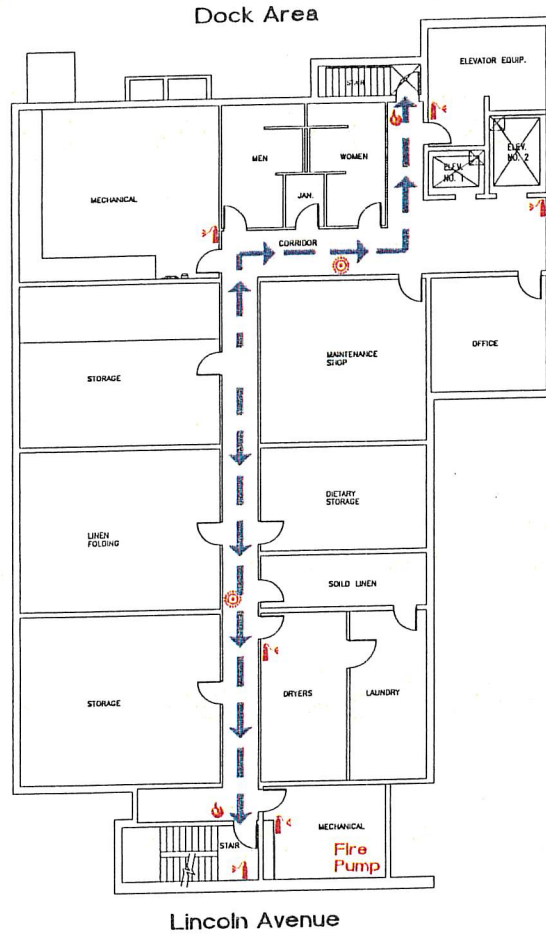 Dock Area
STAIR
ELEVATOR EQUIP.
MEN
WOMEN
ELEV.
NO. 2
ELEV.
NO. 1
JAN.
MECHANICAL
CORRIDOR
OFFICE
MAINTENANCE
SHOP
STORAGE
DIETARY
STORAGE
LINEN
FOLDING
SOILD LINEN
STORAGE
DRYERS
LAUNDRY
MECHANICAL
STAIR
Fire
Pump
Lincoln Avenue